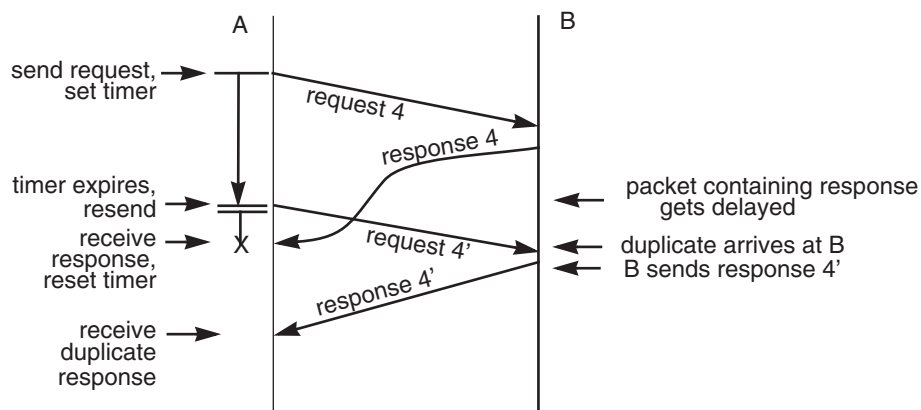 A
B
send request,
set timer
request 4
response 4
timer expires,
resend
packet containing response
gets delayed
receive
response,
reset timer
X
request 4’
duplicate arrives at B
B sends response 4’
response 4’
receive
duplicate
response